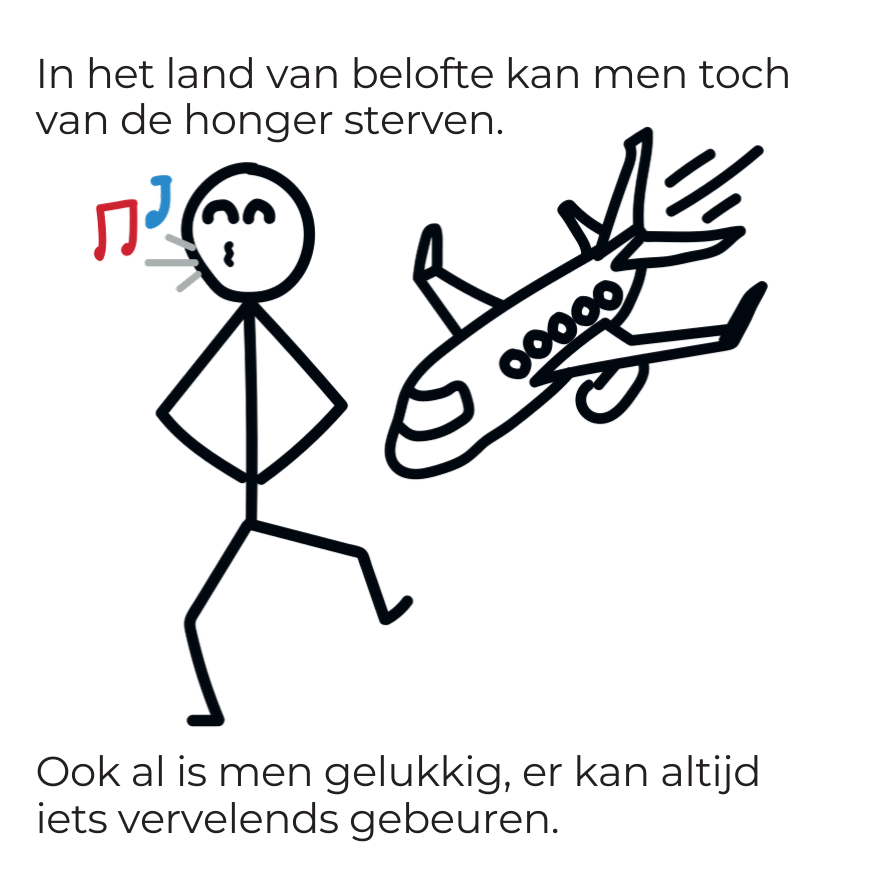 In het land van belofte kan men toch
van de honger sterven.
Ook al is men gelukkig, er kan altijd
iets vervelends gebeuren.